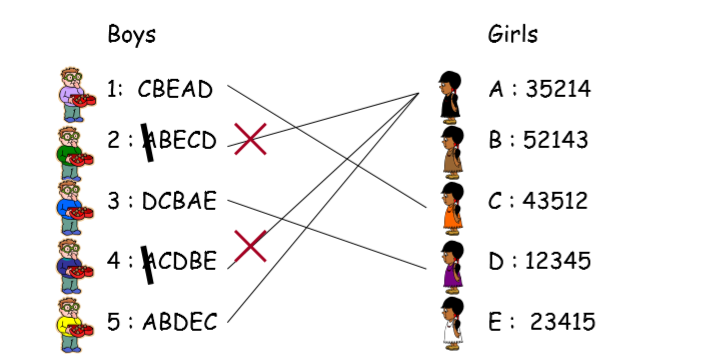 Boys
Girls
1: CBEAD
A : 35214
2 : ABECD
B : 52143
3 : DCBAE
C : 43512
4 : ACDBE
D : 12345
5 : ABDEC
E : 23415